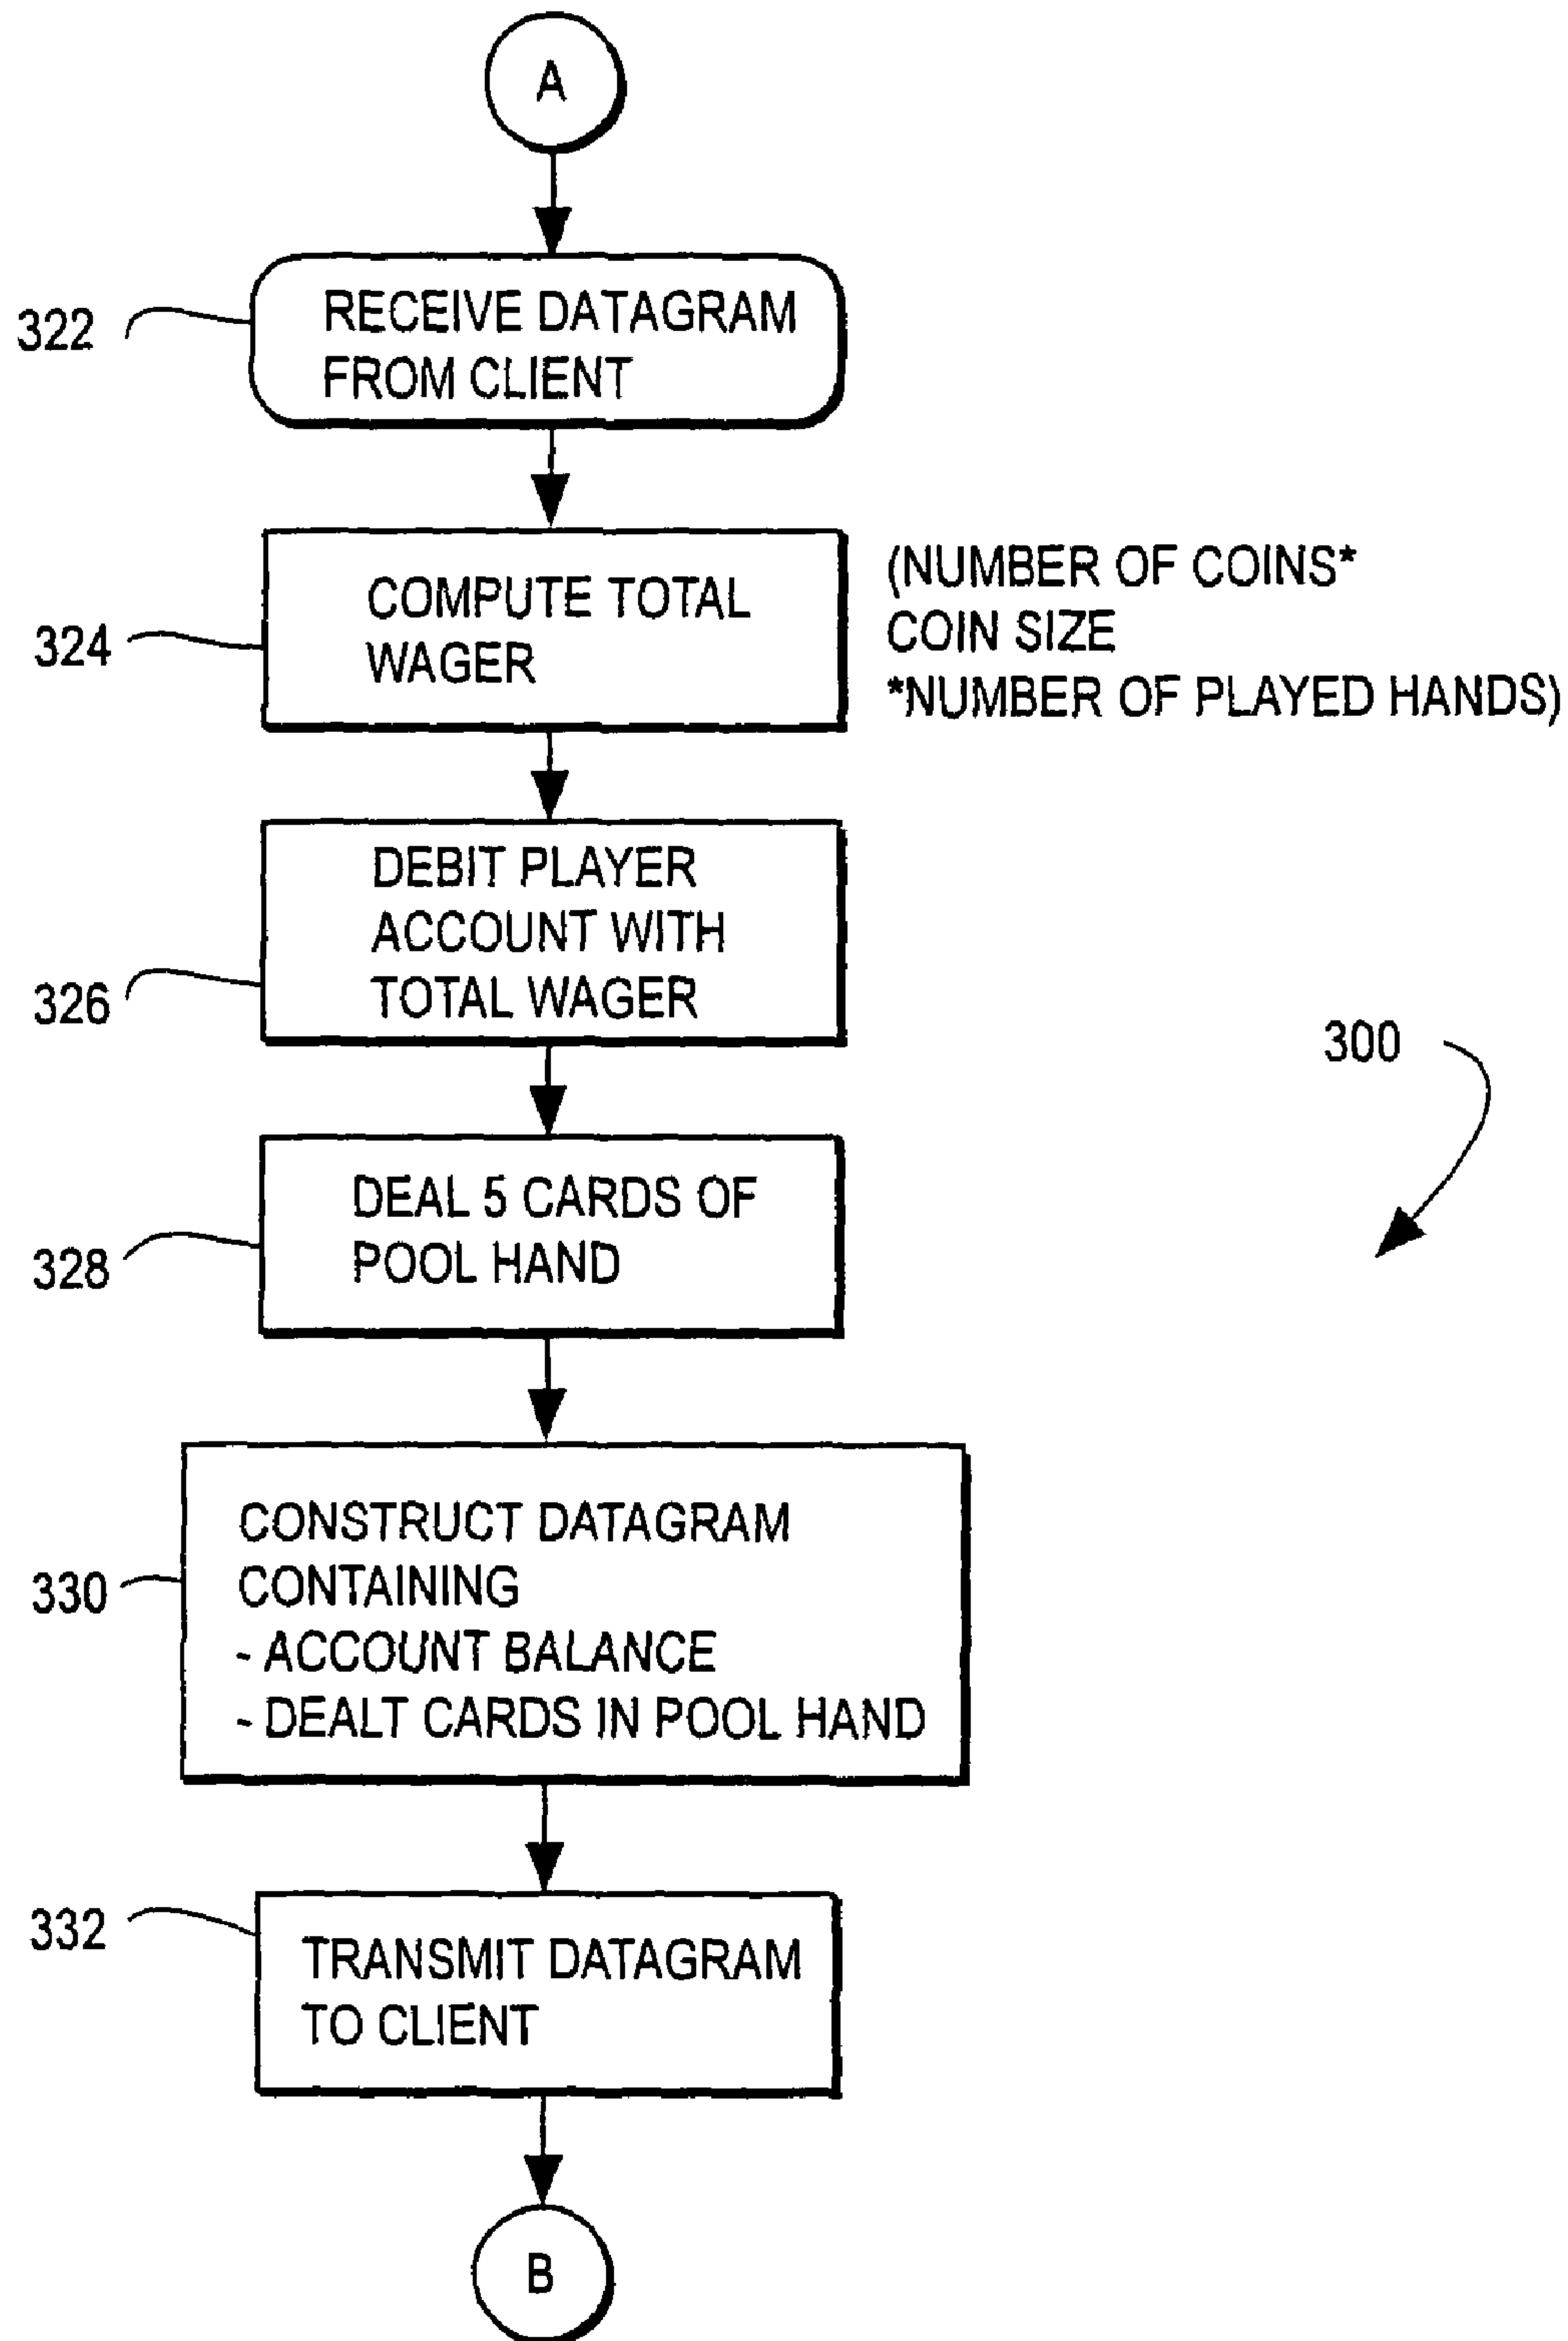 A
322
RECEIVE DATAGRAM
FROM CLIENT
324
COMPUTE TOTAL
WAGER
(NUMBER OF COINS*
COIN SIZE
*NUMBER OF PLAYED HANDS)
326
DEBIT PLAYER
ACCOUNT WITH
TOTAL WAGER
300
328
DEAL 5 CARDS OF
POOL HAND
330
CONSTRUCT DATAGRAM
CONTAINING
- ACCOUNT BALANCE
- DEALT CARDS IN POOL HAND
332
TRANSMIT DATAGRAM
TO CLIENT
B